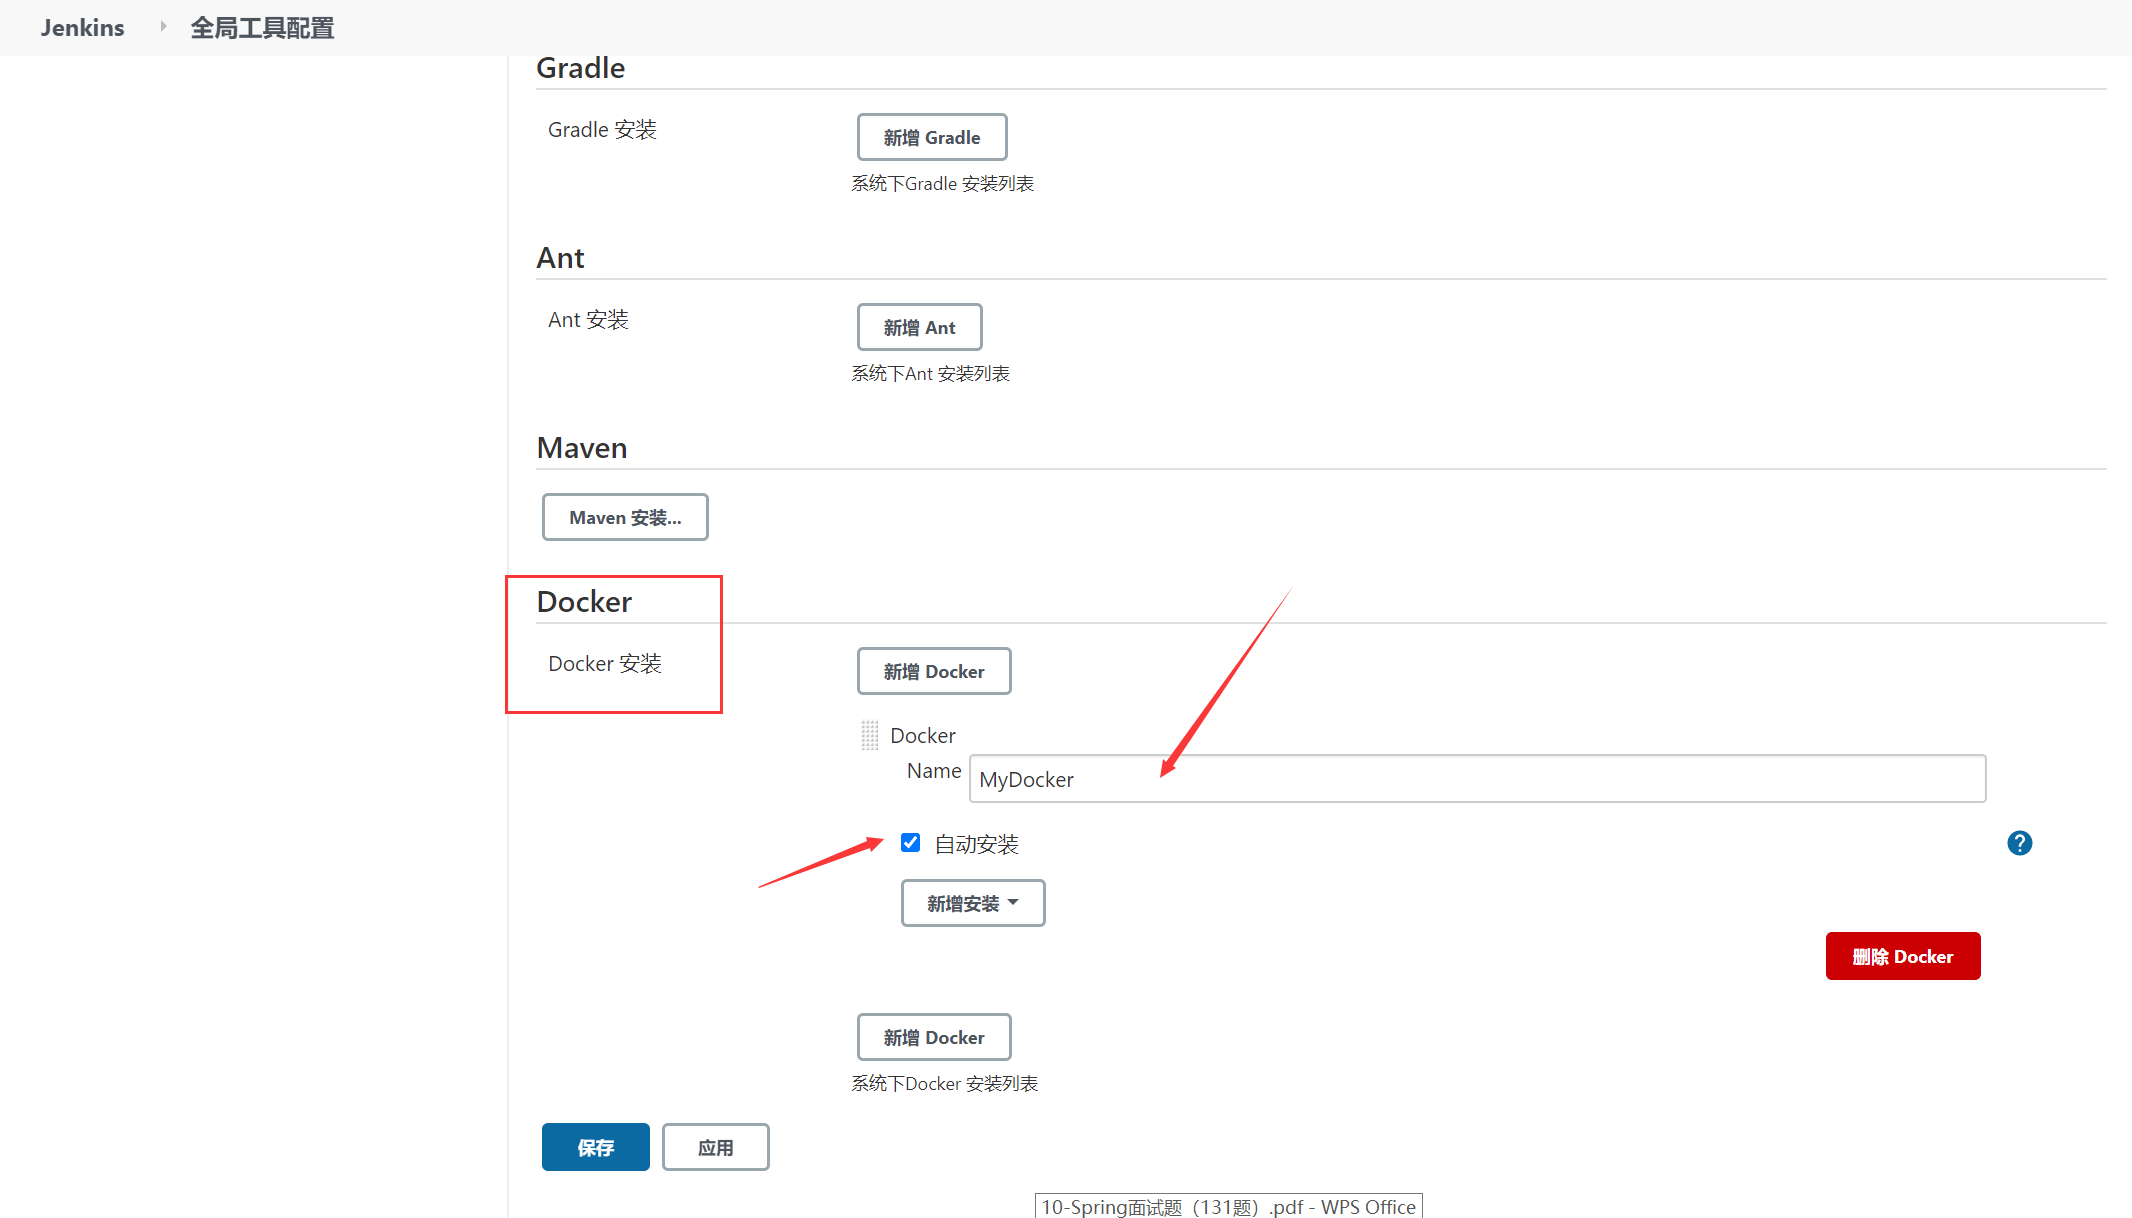 Jenkins 全局工具配置
Gradle
Gradle 安装
新增 Gradle
系统下Gradle 安装列表
Ant
Ant 安装
新增 Ant
系统下Ant 安装列表
Maven
Maven 安装...
Docker
Docker 安装
新增 Docker
Docker
Name MyDocker
自动安装 ?
新增安装
删除 Docker
新增 Docker
系统下Docker 安装列表
保存 应用
10-Spring面试题（131题）.pdf - WPS Office